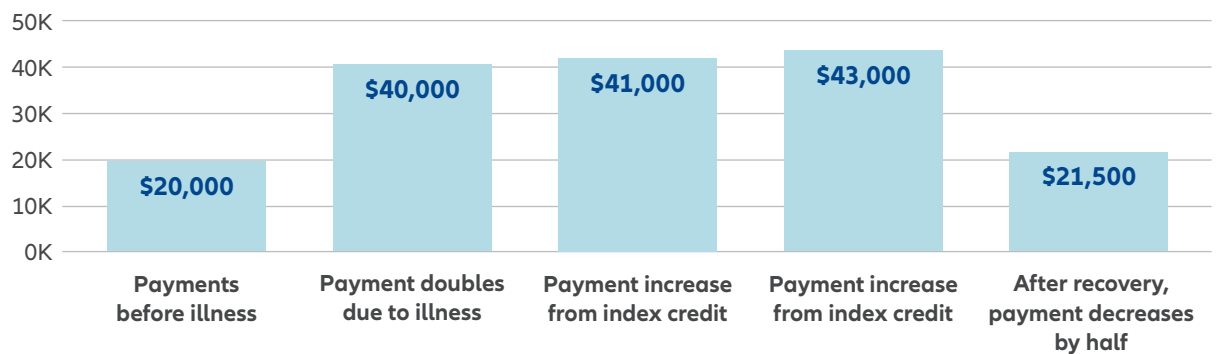 50K
40K
30K
20K
10K
0K
$20,000
$40,000
$41,000
$43,000
$21,500
Payments
before illness
Payment doubles
due to illness
Payment increase
from index credit
Payment increase
from index credit
After recovery,
payment decreases
by half